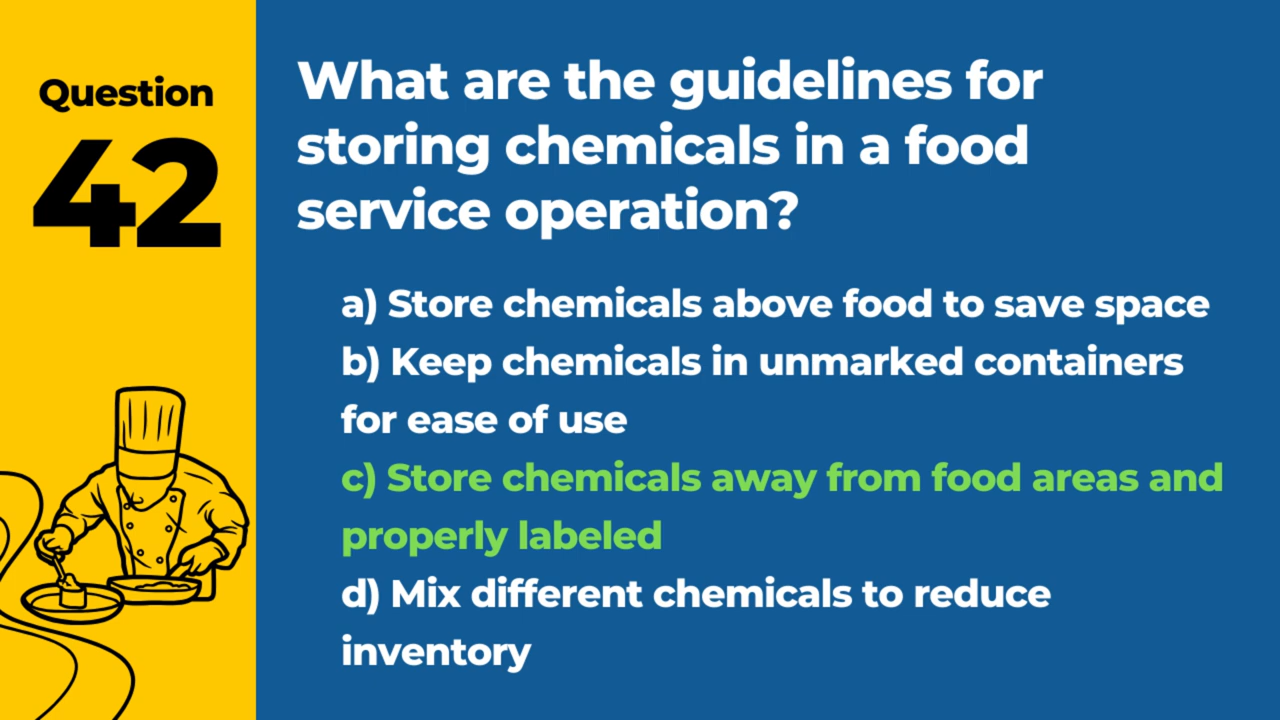 Question
42
What are the guidelines for
storing chemicals in a food
service operation?
a) Store chemicals above food to save space
b) Keep chemicals in unmarked containers
for ease of use
c) Store chemicals away from food areas and
properly labeled
d) Mix different chemicals to reduce
inventory